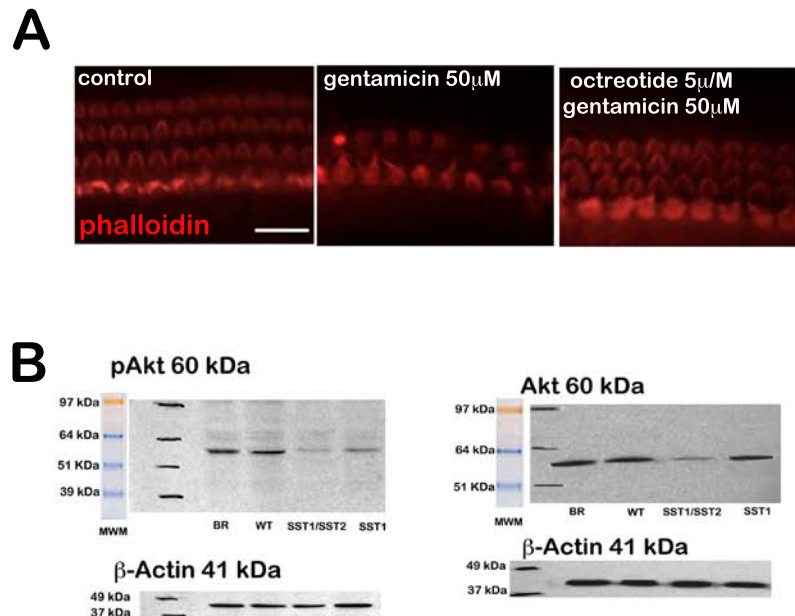 A
control
gentamicin 50μM
octreotide 5μ/M
gentamicin 50μM
phalloidin
B
pAkt 60 kDa
97 kDa
64 kDa
51 KDa
39 kDa
MWM
BR WT SST1/SST2 SST1
β-Actin 41 kDa
49 kDa
37 kDa
Akt 60 kDa
97 kDa
64 kDa
51 KDa
MWM
BR WT SST1/SST2 SST1
β-Actin 41 kDa
49 kDa
37 kDa